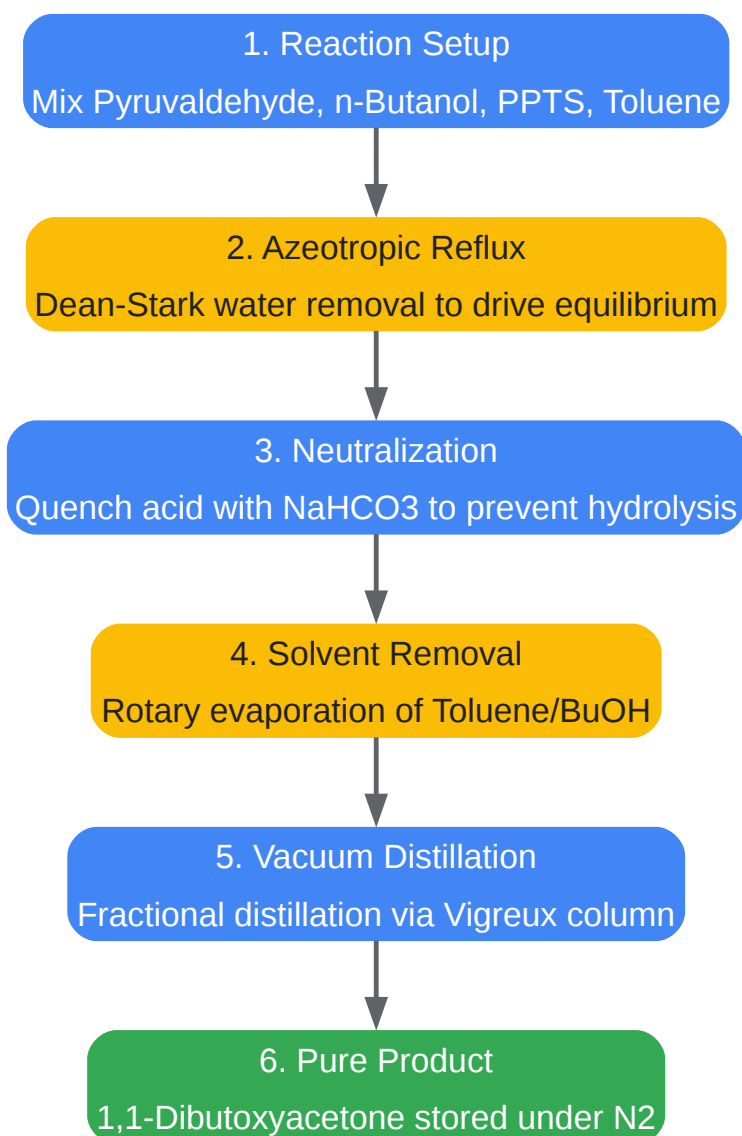 1. Reaction Setup
Mix Pyruvaldehyde, n-Butanol, PPTS, Toluene
2. Azeotropic Reflux
Dean-Stark water removal to drive equilibrium
3. Neutralization
Quench acid with NaHCO3 to prevent hydrolysis
4. Solvent Removal
Rotary evaporation of Toluene/BuOH
5. Vacuum Distillation
Fractional distillation via Vigreux column
6. Pure Product
1,1-Dibutoxyacetone stored under N2